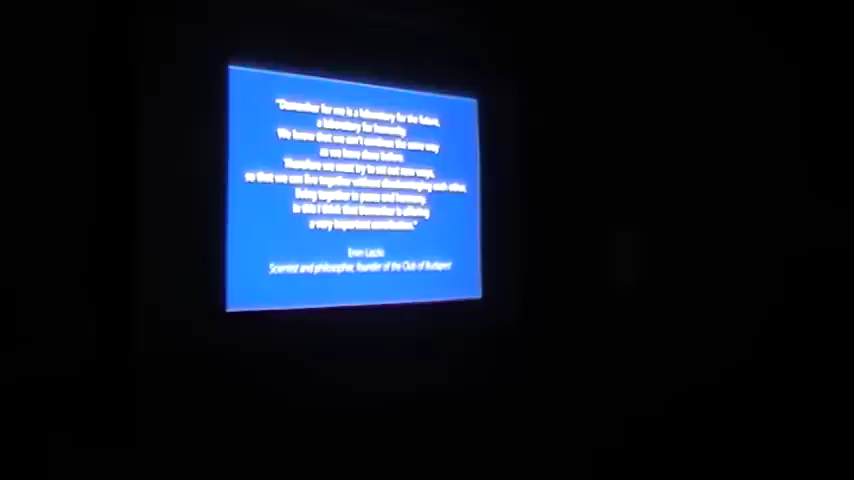 "Damanhur for me is a laboratory for the future,
a laboratory for humanity.
We know that we can't continue the same way
as we have done before.
Therefore we must try to set out new ways,
so that we can live together without disadvantaging each other,
living together in peace and harmony.
In this I think that Damanhur is offering
a very important contribution."
Ervin Laszlo
Scientist and philosopher, founder of the Club of Budapest